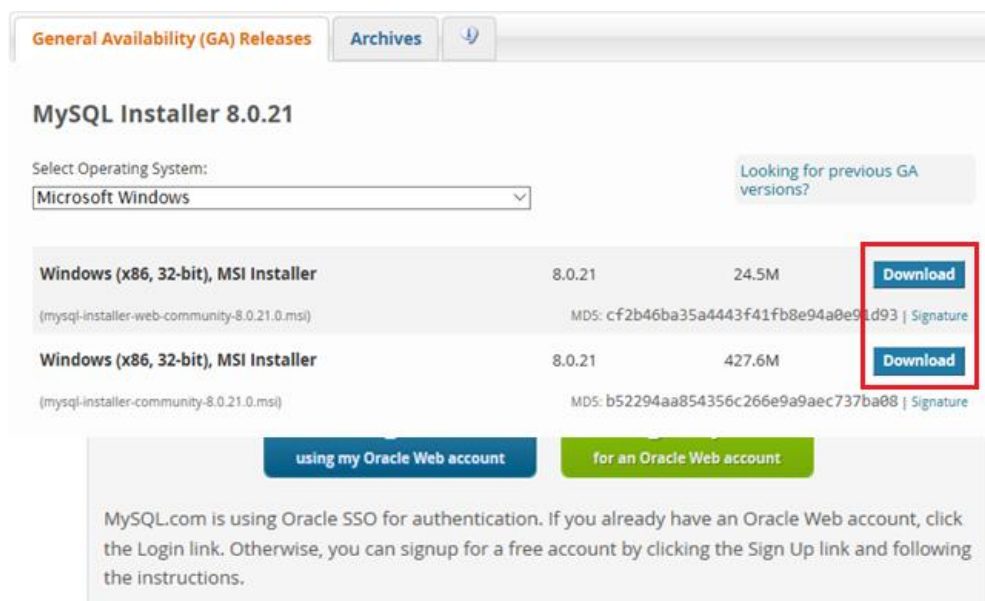 General Availability (GA) Releases
Archives
MySQL Installer 8.0.21
Select Operating System:
Microsoft Windows
Looking for previous GA
versions?
Windows (x86, 32-bit), MSI Installer 8.0.21 24.5M Download
(mysql-installer-web-community-8.0.21.0.msi) MD5: cf2b46ba35a4443f41fb8e94a0e91d93 | Signature
Windows (x86, 32-bit), MSI Installer 8.0.21 427.6M Download
(mysql-installer-community-8.0.21.0.msi) MD5: b52294aa854356c266e9a9aec737ba08 | Signature
using my Oracle Web account
for an Oracle Web account
MySQL.com is using Oracle SSO for authentication. If you already have an Oracle Web account, click
the Login link. Otherwise, you can signup for a free account by clicking the Sign Up link and following
the instructions.